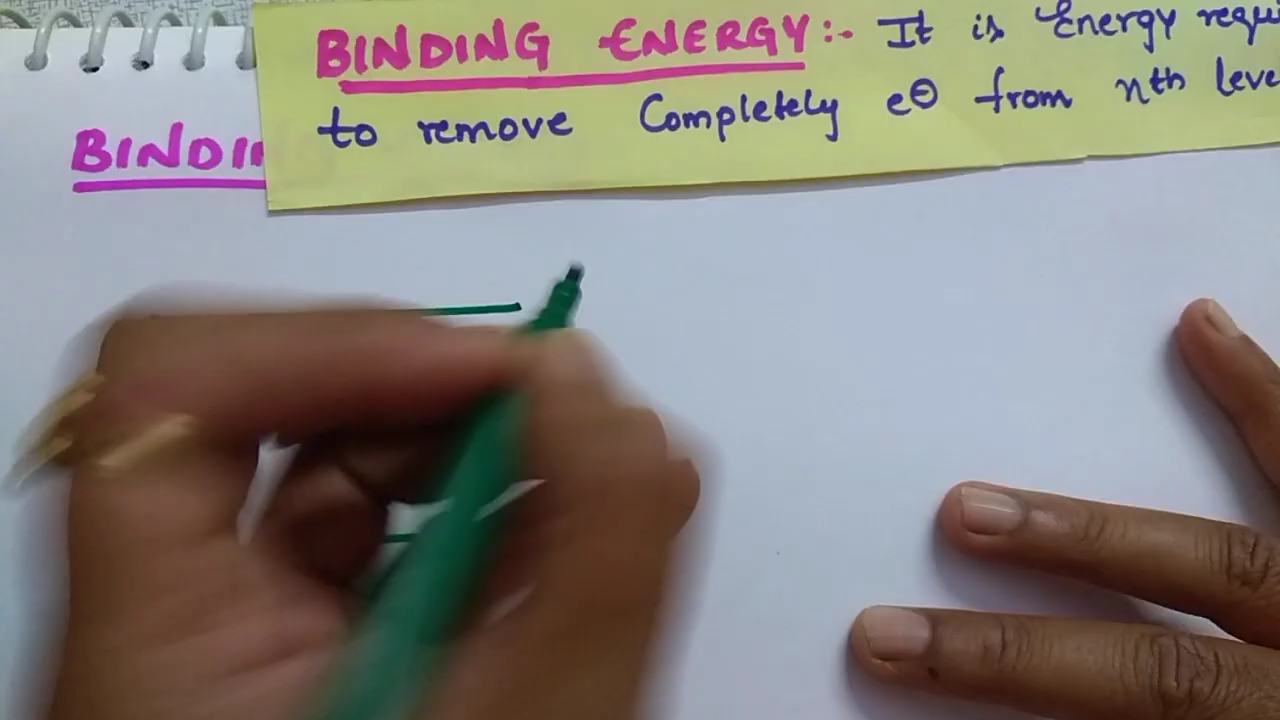 BINDING ENERGY:- It is Energy
to remove Completely e⊖ from nth